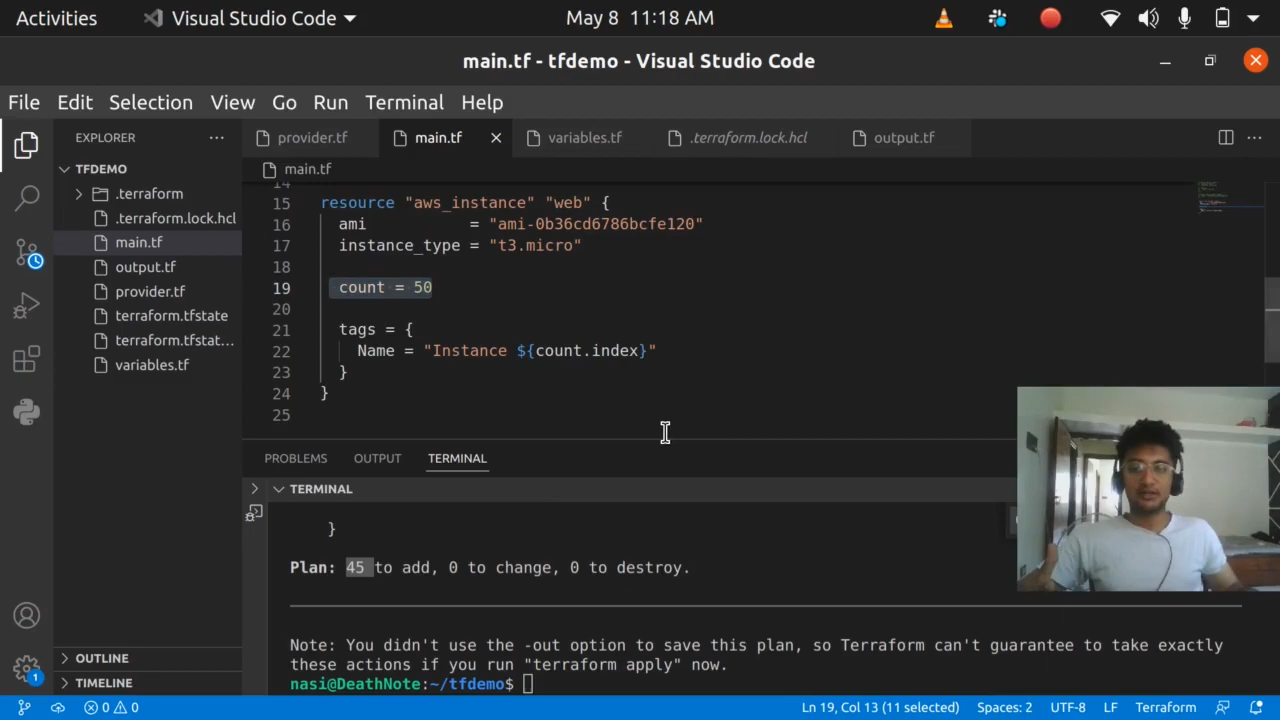 Activities
Visual Studio Code
May 8 11:18 AM
main.tf - tfdemo - Visual Studio Code
File Edit Selection View Go Run Terminal Help
EXPLORER
provider.tf
main.tf
variables.tf
.terraform.lock.hcl
output.tf
TFDEMO
.terraform
.terraform.lock.hcl
main.tf
output.tf
provider.tf
terraform.tfstate
terraform.tfstat...
variables.tf
OUTLINE
TIMELINE
main.tf
14
15 resource "aws_instance" "web" {
16 ami = "ami-0b36cd6786bcfe120"
17 instance_type = "t3.micro"
18
19 count = 50
20
21 tags = {
22 Name = "Instance ${count.index}"
23 }
24 }
25
PROBLEMS OUTPUT TERMINAL
TERMINAL
}
Plan: 45 to add, 0 to change, 0 to destroy.
Note: You didn't use the -out option to save this plan, so Terraform can't guarantee to take exactly
these actions if you run "terraform apply" now.
nasi@DeathNote:~/tfdemo$
1
0 0
Ln 19, Col 13 (11 selected) Spaces: 2 UTF-8 LF Terraform